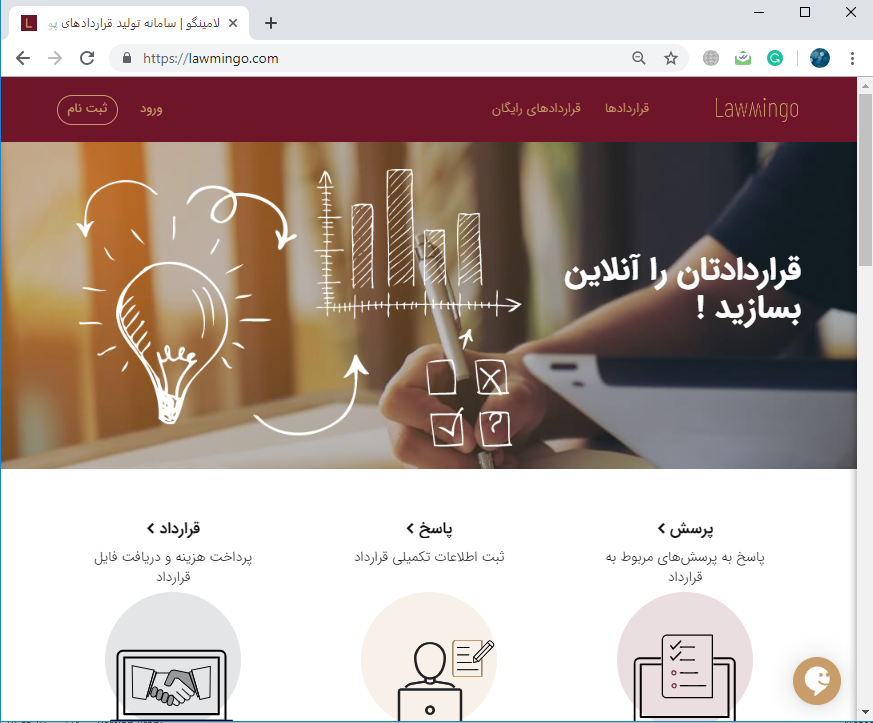 لامینگو | سامانه تولید قراردادهای پو
https://lawmingo.com
Lawmingo
قراردادها
قراردادهای رایگان
ورود
ثبت نام
قراردادتان را آنلاین
بسازید !
پرسش
پاسخ به پرسش‌های مربوط به
قرارداد
پاسخ
ثبت اطلاعات تکمیلی قرارداد
قرارداد
پرداخت هزینه و دریافت فایل
قرارداد